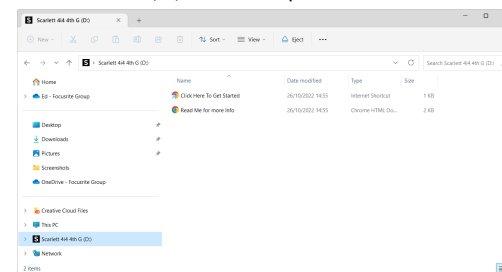 Scarlett 4i4 4th G (D:)
New
Sort
View
Eject
Scarlett 4i4 4th G (D:)
Search Scarlett 4i4 4th G (D:)
Home
Ed - Focusrite Group
Desktop
Downloads
Pictures
Screenshots
OneDrive - Focusrite Group
Creative Cloud Files
This PC
Scarlett 4i4 4th G (D:)
Network
Name Date modified Type Size
Click Here To Get Started 26/10/2022 14:55 Internet Shortcut 1 KB
Read Me for more Info 26/10/2022 14:55 Chrome HTML Do... 2 KB
2 items